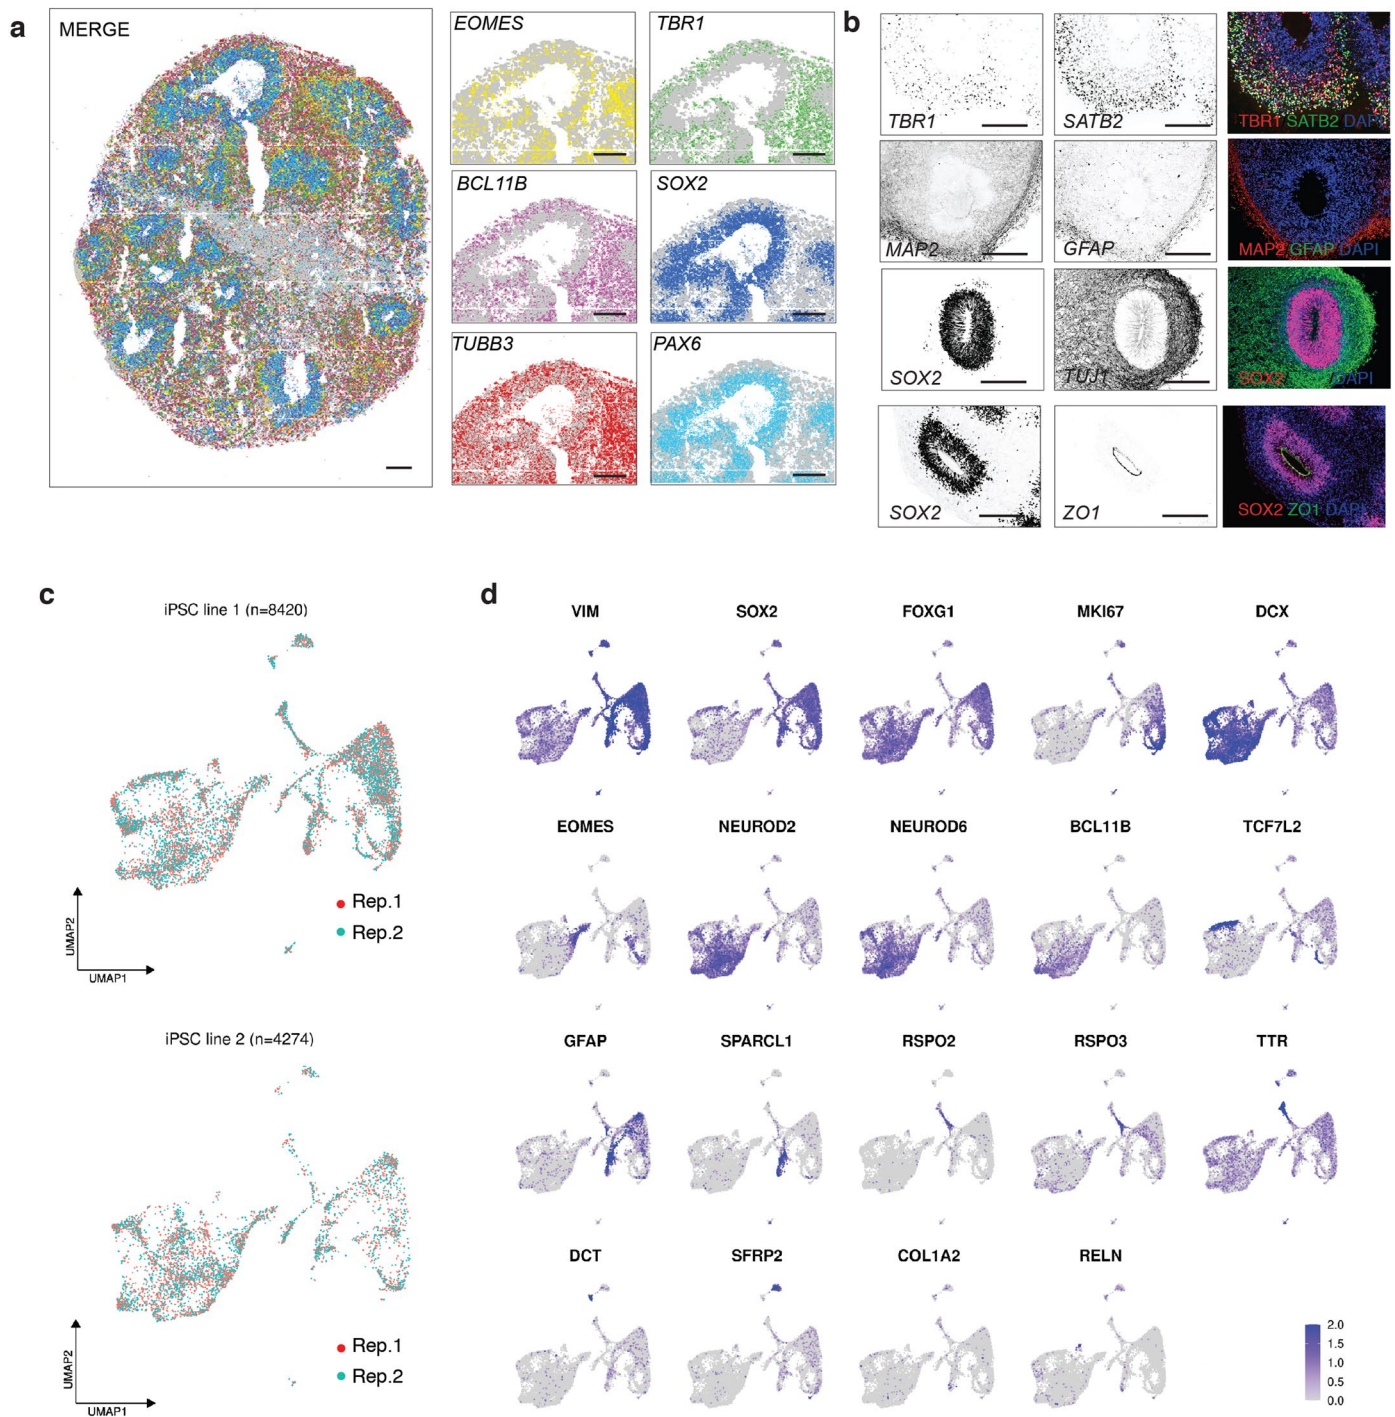 a
MERGE
EOMES
TBR1
BCL11B
SOX2
TUBB3
PAX6
b
TBR1
SATB2
TBR1 SATB2 DAPI
MAP2
GFAP
MAP2 GFAP DAPI
SOX2
TUJ1
SOX2 DAPI
SOX2
ZO1
SOX2 ZO1 DAPI
c
iPSC line 1 (n=8420)
Rep.1
Rep.2
UMAP2
UMAP1
iPSC line 2 (n=4274)
Rep.1
Rep.2
UMAP2
UMAP1
d
VIM SOX2 FOXG1 MKI67 DCX
EOMES NEUROD2 NEUROD6 BCL11B TCF7L2
GFAP SPARCL1 RSPO2 RSPO3 TTR
DCT SFRP2 COL1A2 RELN
2.0
1.5
1.0
0.5
0.0